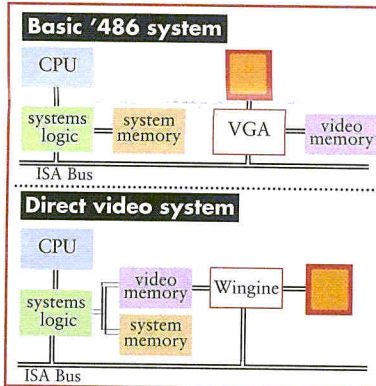 Basic '486 system
CPU
systems
logic
system
memory
VGA
video
memory
ISA Bus
Direct video system
CPU
systems
logic
video
memory
system
memory
Wingine
ISA Bus